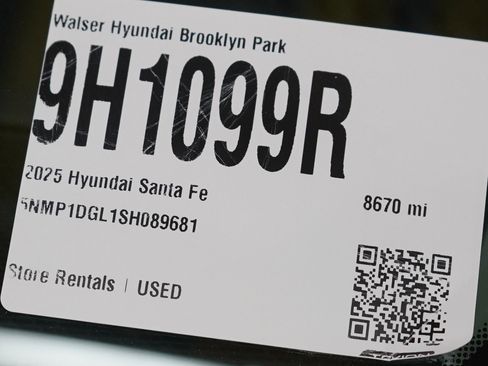 Walser Hyundai Brooklyn Park
9H1099R
2025 Hyundai Santa Fe
8670 mi
5NMP1DGL1SH089681
Store Rentals | USED